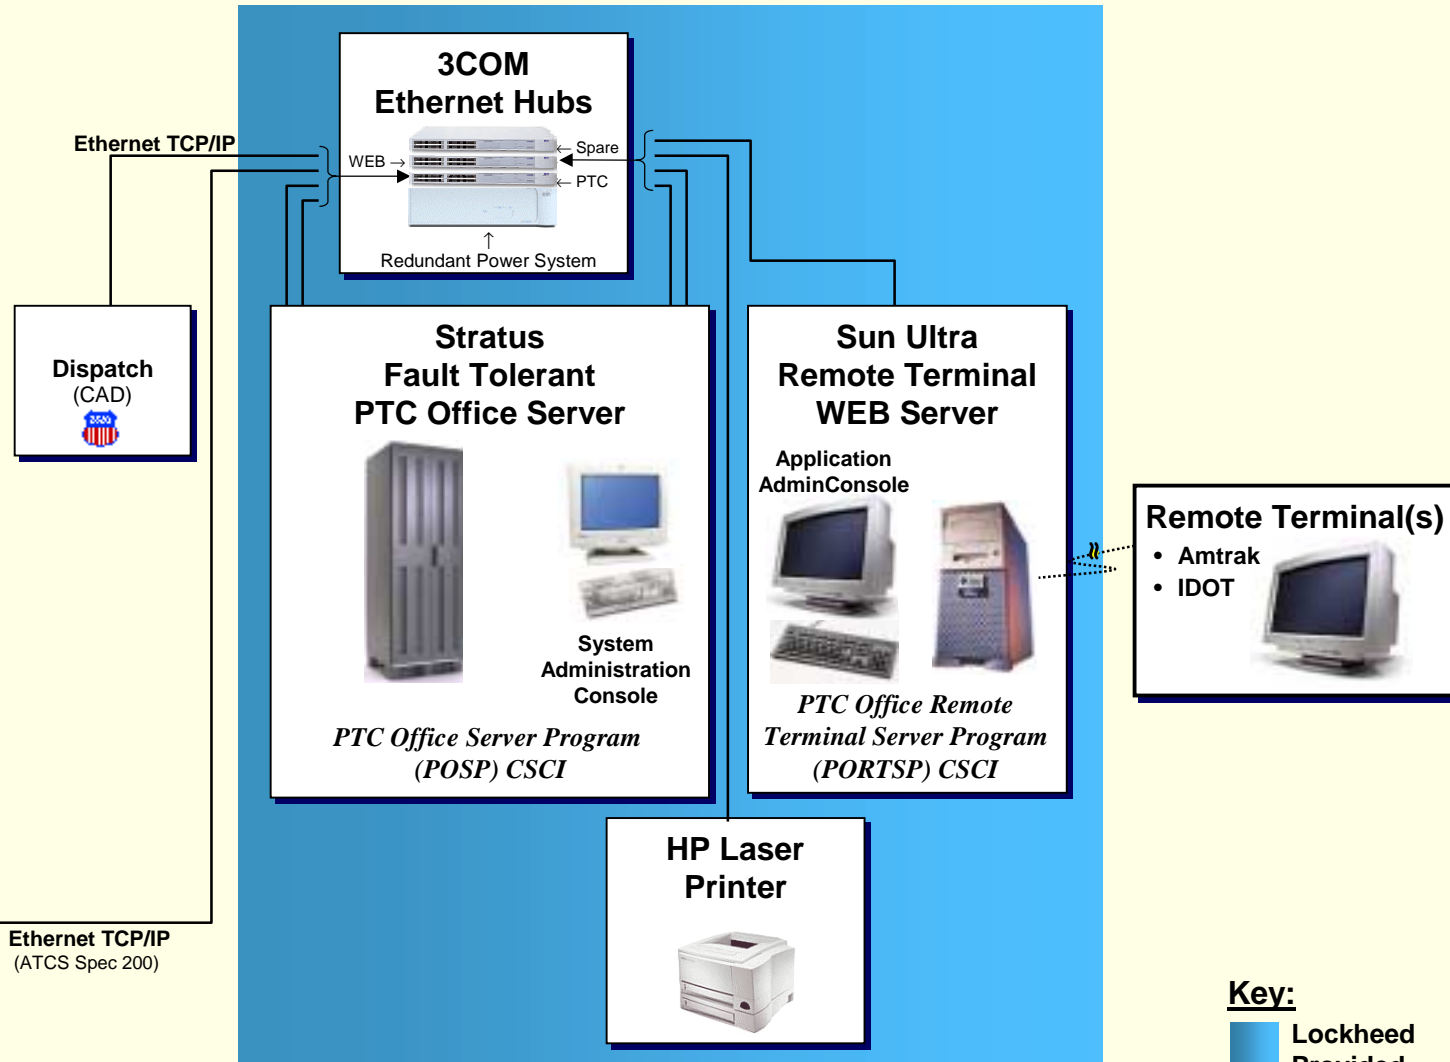 3COM
Ethernet Hubs
Ethernet TCP/IP
WEB →
← Spare
← PTC
↑
Redundant Power System
Dispatch
(CAD)
Stratus
Fault Tolerant
PTC Office Server
System
Administration
Console
PTC Office Server Program
(POSP) CSCI
Sun Ultra
Remote Terminal
WEB Server
Application
AdminConsole
PTC Office Remote
Terminal Server Program
(PORTSP) CSCI
Remote Terminal(s)
• Amtrak
• IDOT
HP Laser
Printer
Ethernet TCP/IP
(ATCS Spec 200)
Key:
Lockheed
Provided